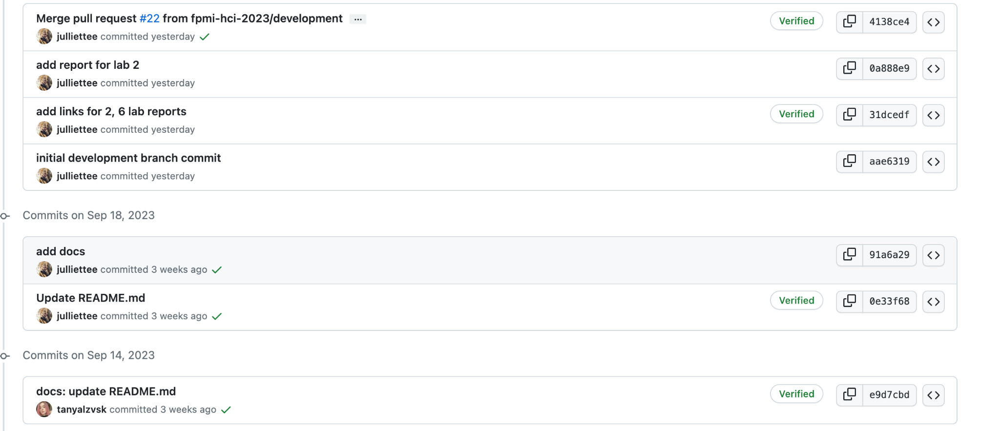 Merge pull request #22 from fpmi-hci-2023/development ...
Verified
4138ce4
julliettee committed yesterday
add report for lab 2
0a888e9
julliettee committed yesterday
add links for 2, 6 lab reports
Verified
31dcedf
julliettee committed yesterday
initial development branch commit
aae6319
julliettee committed yesterday
Commits on Sep 18, 2023
add docs
91a6a29
julliettee committed 3 weeks ago
Update README.md
Verified
0e33f68
julliettee committed 3 weeks ago
Commits on Sep 14, 2023
docs: update README.md
Verified
e9d7cbd
tanyalzvsk committed 3 weeks ago